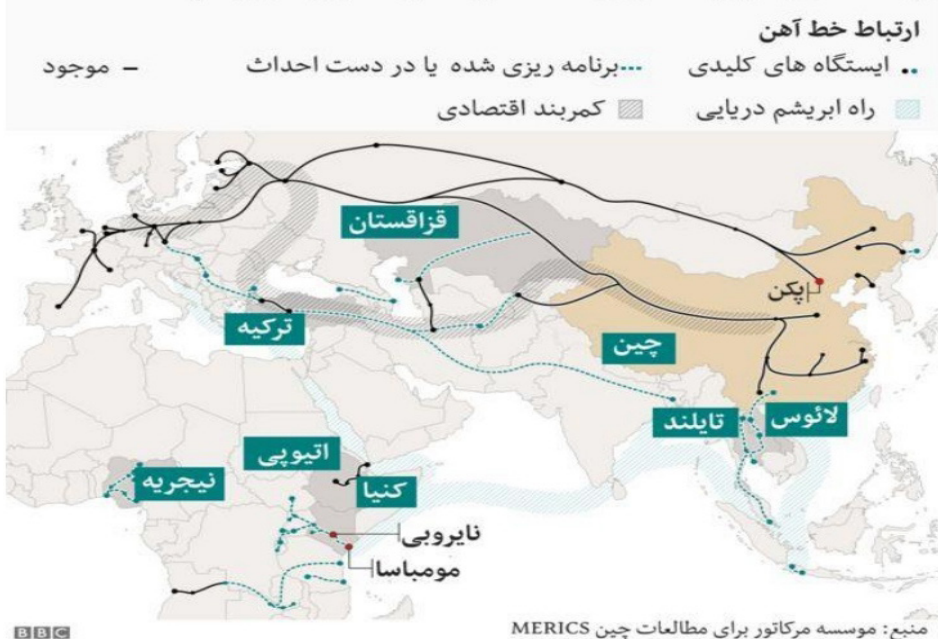 ارتباط خط آهن
ایستگاه های کلیدی برنامه ریزی شده یا در دست احداث موجود
راه ابریشم دریایی کمربند اقتصادی
قزاقستان
پکن
ترکیه
چین
لائوس
تایلند
اتیوپی
نیجریه
کنیا
نایروبی
مومباسا
منبع: موسسه مرکاتور برای مطالعات چین MERICS
BBC